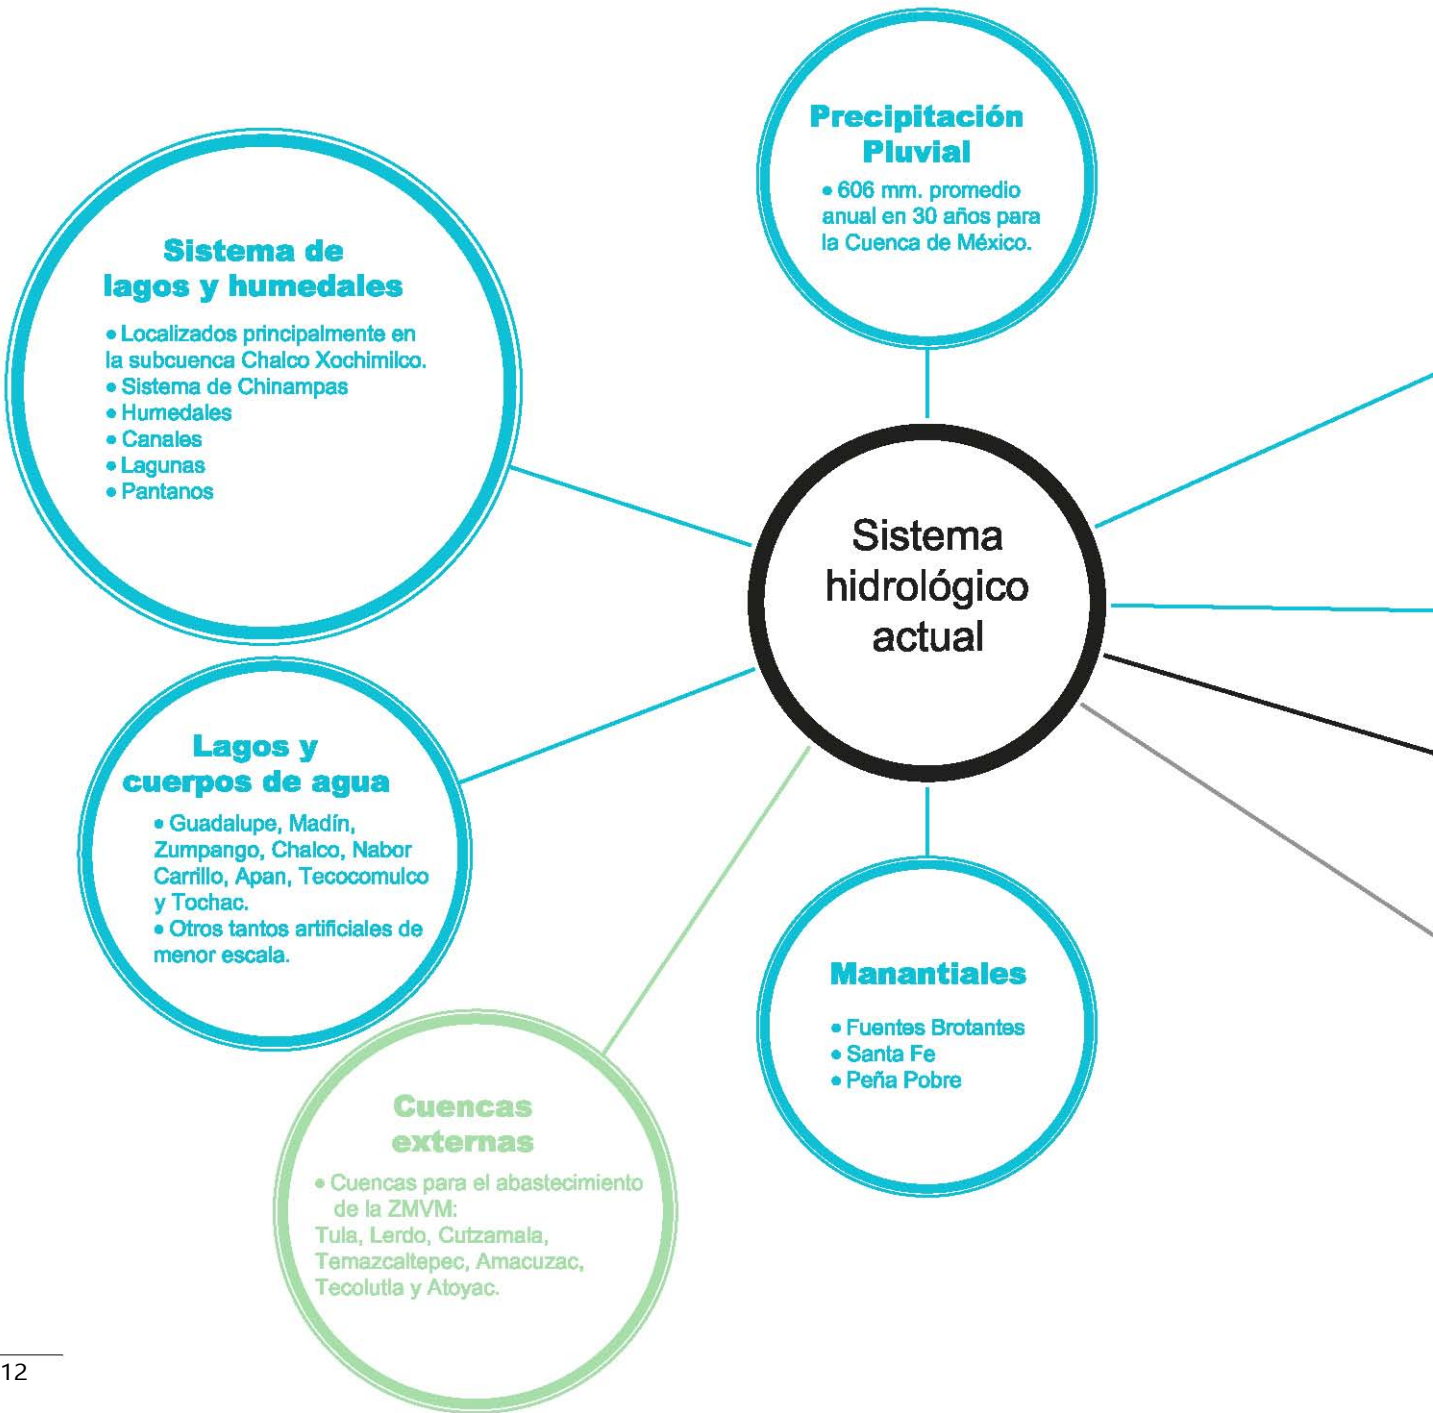 Precipitación
Pluvial
• 606 mm. promedio
anual en 30 años para
la Cuenca de México.
Sistema de
lagos y humedales
• Localizados principalmente en
la subcuenca Chalco Xochimilco.
• Sistema de Chinampas
• Humedales
• Canales
• Lagunas
• Pantanos
Sistema
hidrológico
actual
Lagos y
cuerpos de agua
• Guadalupe, Madín,
Zumpango, Chalco, Nabor
Carrillo, Apan, Tecocomulco
y Tochac.
• Otros tantos artificiales de
menor escala.
Manantiales
• Fuentes Brotantes
• Santa Fe
• Peña Pobre
Cuencas
externas
• Cuencas para el abastecimiento
de la ZMVM:
Tula, Lerdo, Cutzamala,
Temazcaltepec, Amacuzac,
Tecolutla y Atoyac.
12